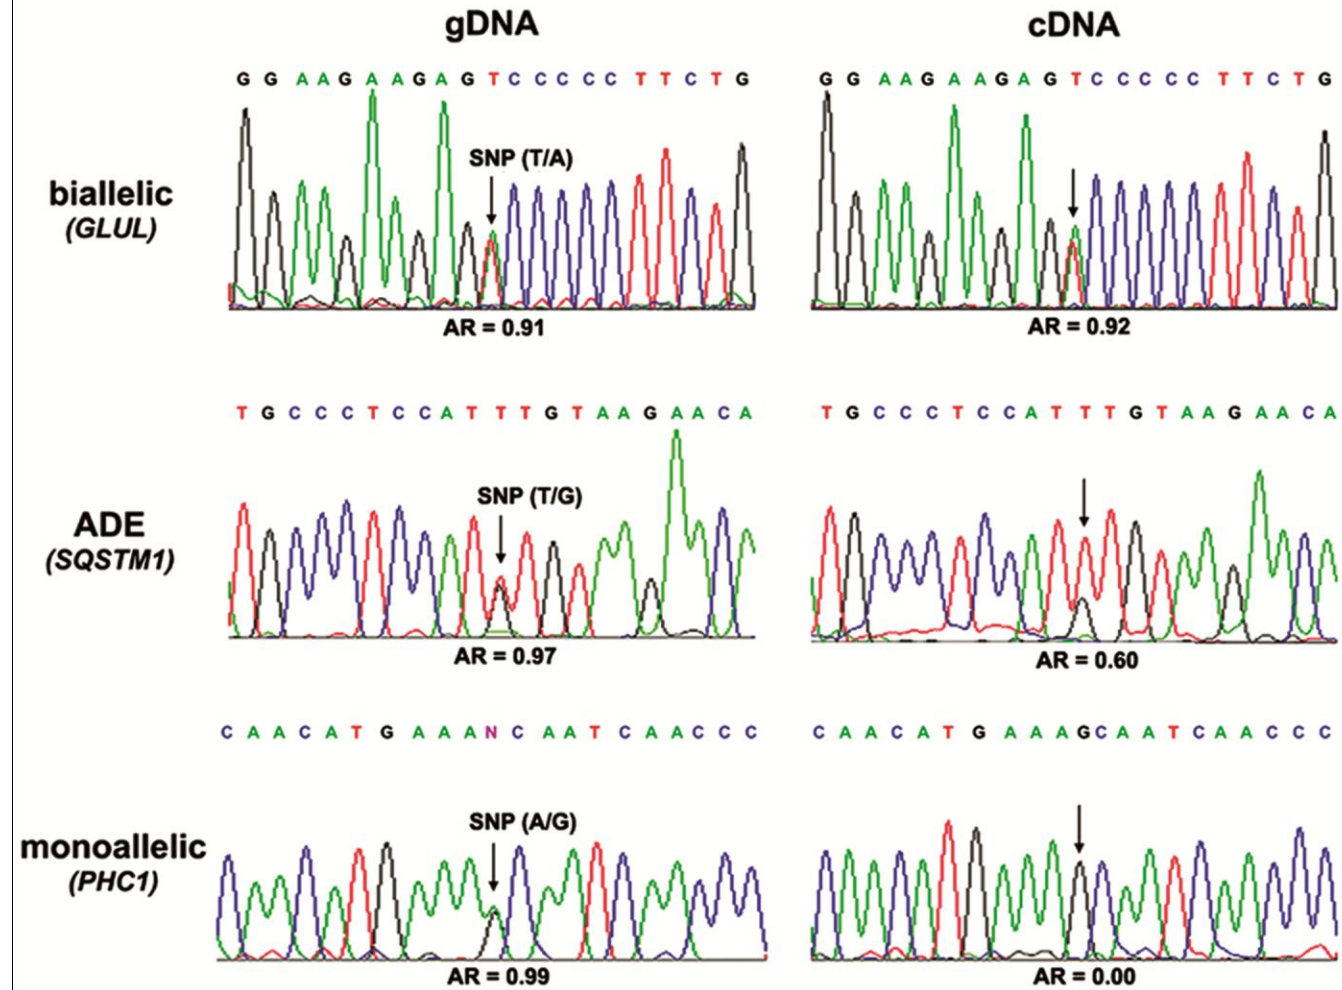 gDNA cDNA
G G A A G A A G A G T C C C C C T T C T G
G G A A G A A G A G T C C C C C T T C T G
SNP (T/A)
biallelic
(GLUL)
AR = 0.91
AR = 0.92
T G C C C T C C A T T T G T A A G A A C A
T G C C C T C C A T T T G T A A G A A C A
SNP (T/G)
ADE
(SQSTM1)
AR = 0.97
AR = 0.60
C A A C A T G A A A N C A A T C A A C C C
C A A C A T G A A A G C A A T C A A C C C
SNP (A/G)
monoallelic
(PHC1)
AR = 0.99
AR = 0.00